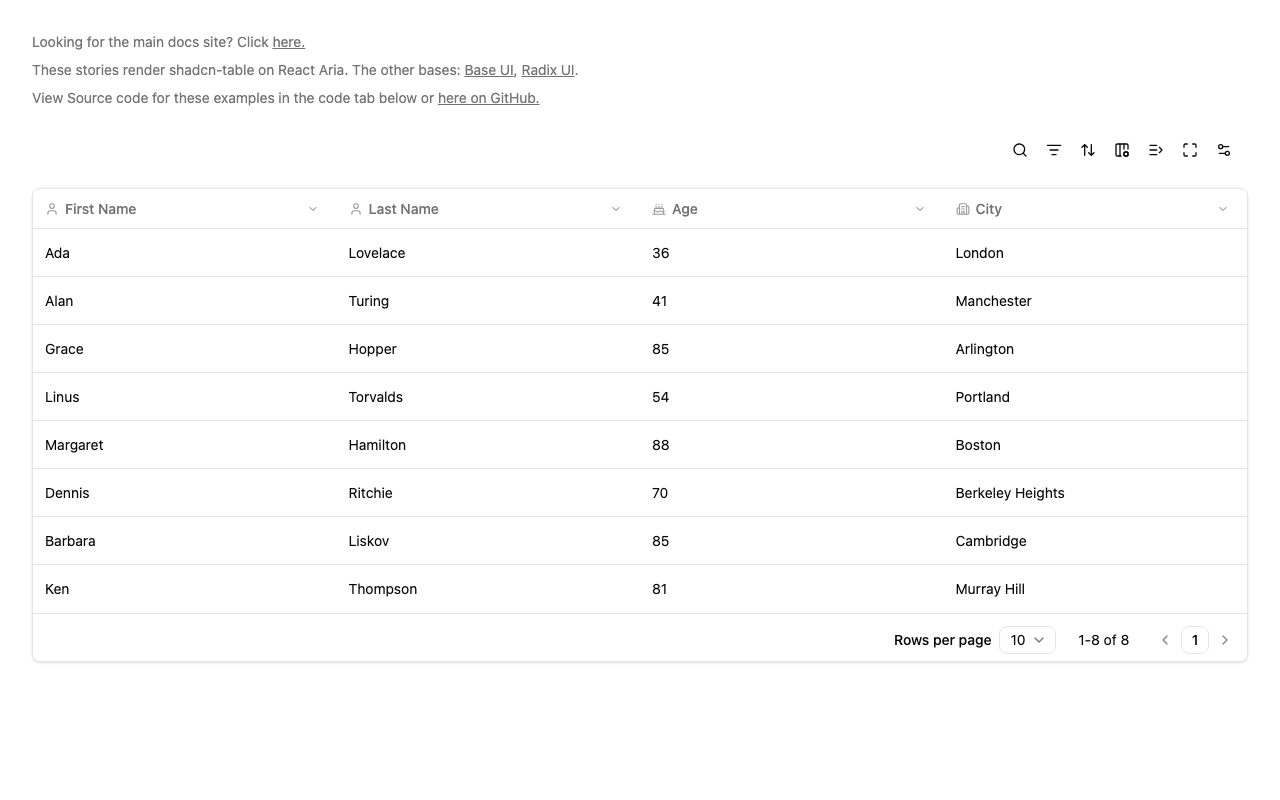 Looking for the main docs site? Click here.
These stories render shadcn-table on React Aria. The other bases: Base UI, Radix UI.
View Source code for these examples in the code tab below or here on GitHub.
First Name Last Name Age City
Ada Lovelace 36 London
Alan Turing 41 Manchester
Grace Hopper 85 Arlington
Linus Torvalds 54 Portland
Margaret Hamilton 88 Boston
Dennis Ritchie 70 Berkeley Heights
Barbara Liskov 85 Cambridge
Ken Thompson 81 Murray Hill
Rows per page 10 1-8 of 8 1